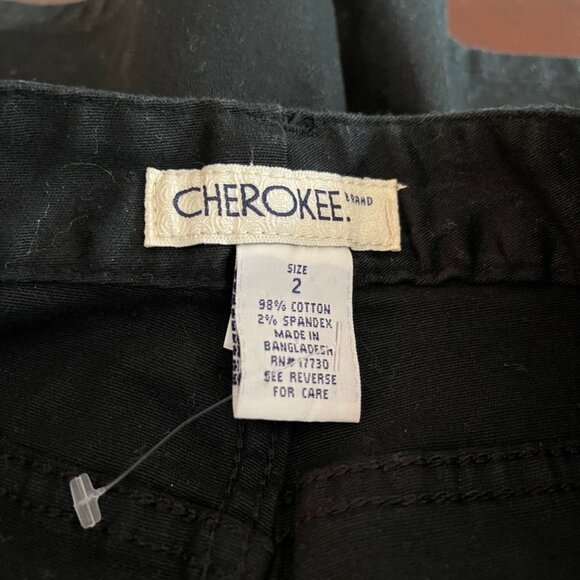 CHEROKEE. BRAND
SIZE
2
98% COTTON
2% SPANDEX
MADE IN
BANGLADESH
RN# 17730
SEE REVERSE
FOR CARE